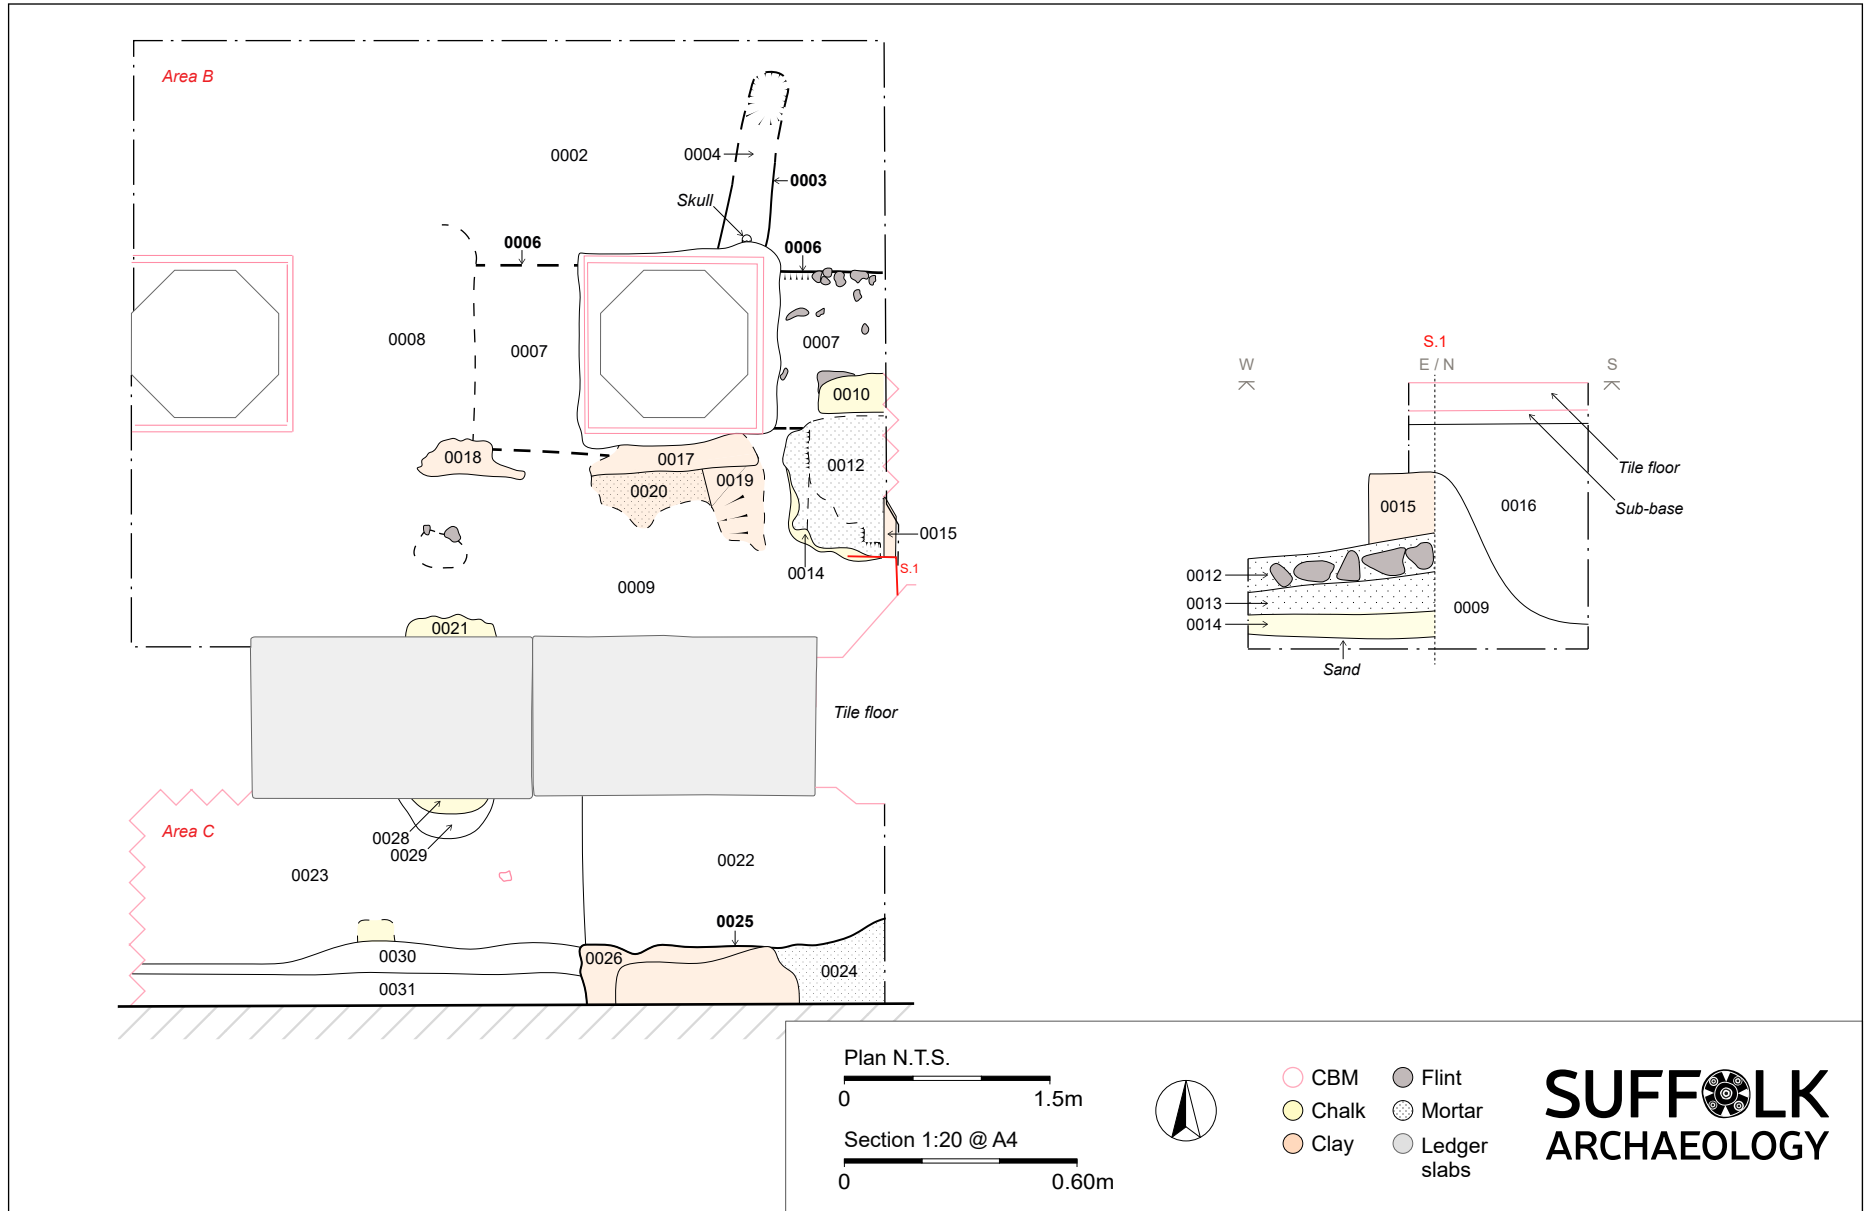 Area B
0002
0004
0003
Skull
0006
0006
0008
0007
0007
0010
0018
0017
0012
0020
0019
0015
0014
S.1
0009
0021
Tile floor
Area C
0028
0029
0023
0022
0025
0030
0026
0024
0031
S.1
W
E / N
S
Tile floor
0015
0016
Sub-base
0012
0013
0009
0014
Sand
Plan N.T.S.
0 1.5m
Section 1:20 @ A4
0 0.60m
CBM
Chalk
Clay
Flint
Mortar
Ledger
slabs
SUFFOLK
ARCHAEOLOGY